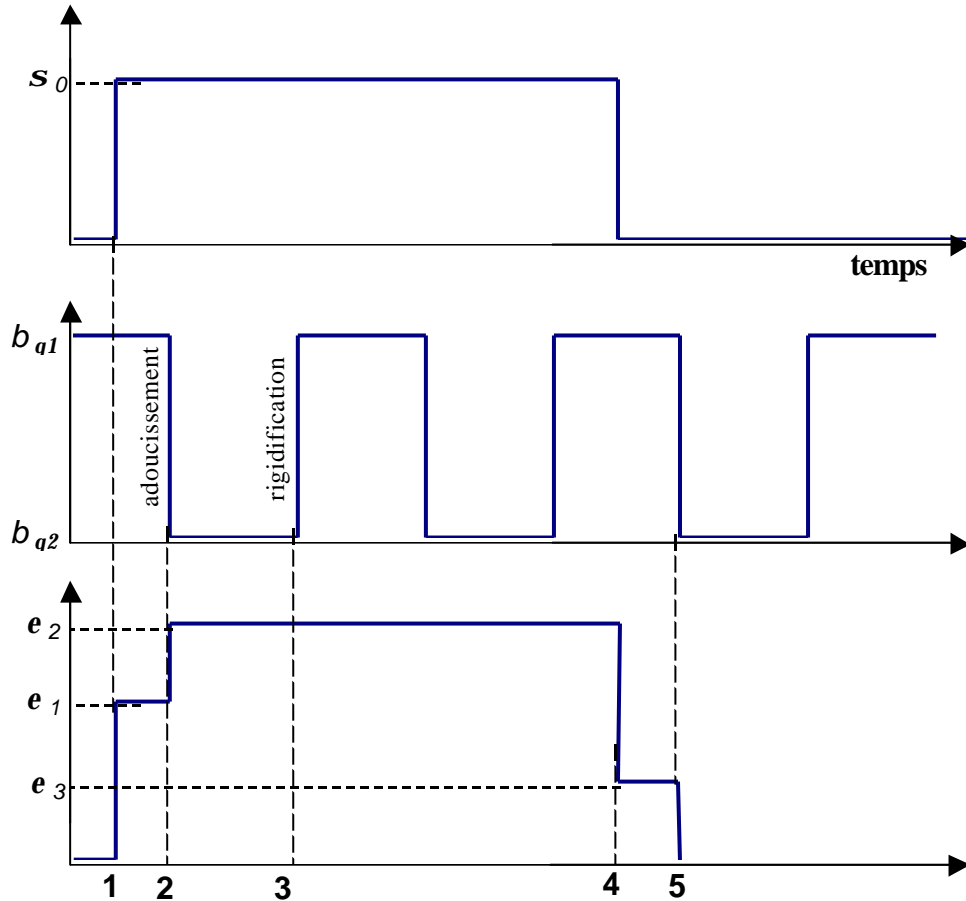 s 0
temps
b q1
adoucissement
rigidification
b q2
e 2
e 1
e 3
1 2 3 4 5